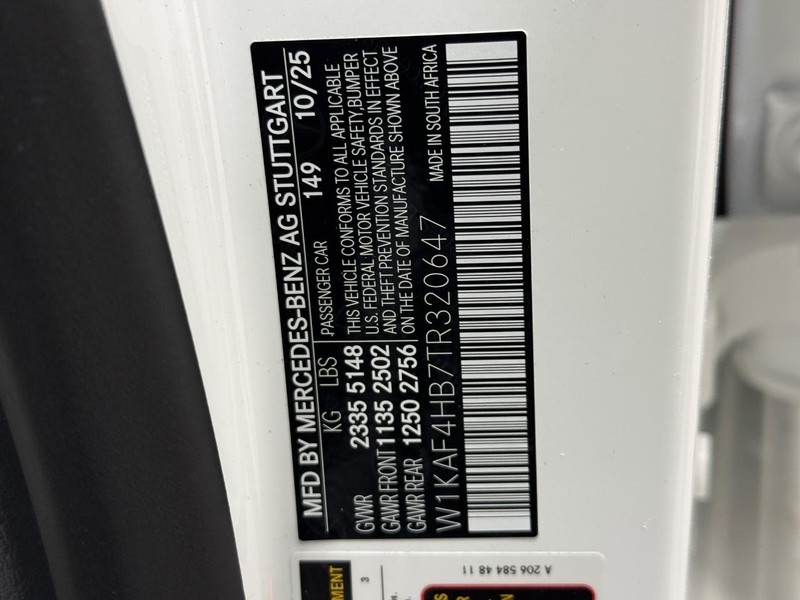 MFD BY MERCEDES-BENZ AG STUTTGART
149 10/25
KG LBS
GVWR 2335 5148
GAWR FRONT 1135 2502
GAWR REAR 1250 2756
PASSENGER CAR
THIS VEHICLE CONFORMS TO ALL APPLICABLE
U.S. FEDERAL MOTOR VEHICLE SAFETY,BUMPER
AND THEFT PREVENTION STANDARDS IN EFFECT
ON THE DATE OF MANUFACTURE SHOWN ABOVE
W1KAF4HB7TR320647 MADE IN SOUTH AFRICA
A 206 584 48 11
3